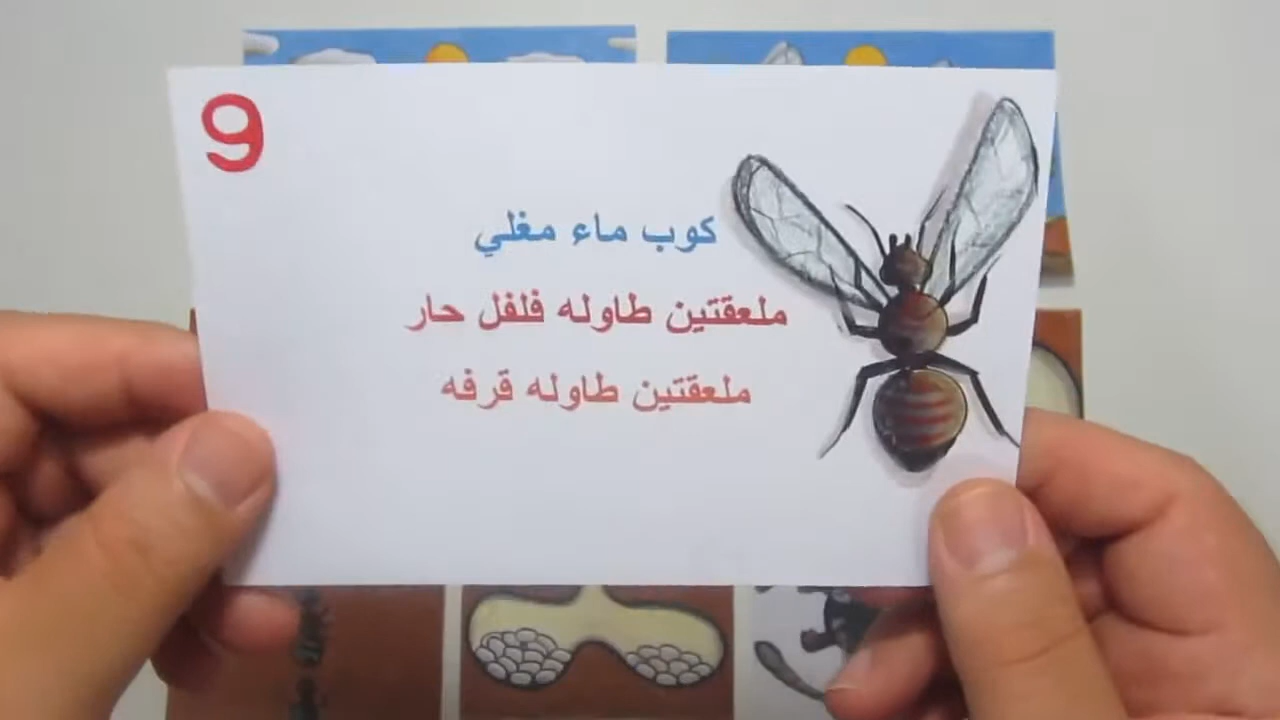 9
كوب ماء مغلي
ملعقتين طاوله فلفل حار
ملعقتين طاوله قرفه